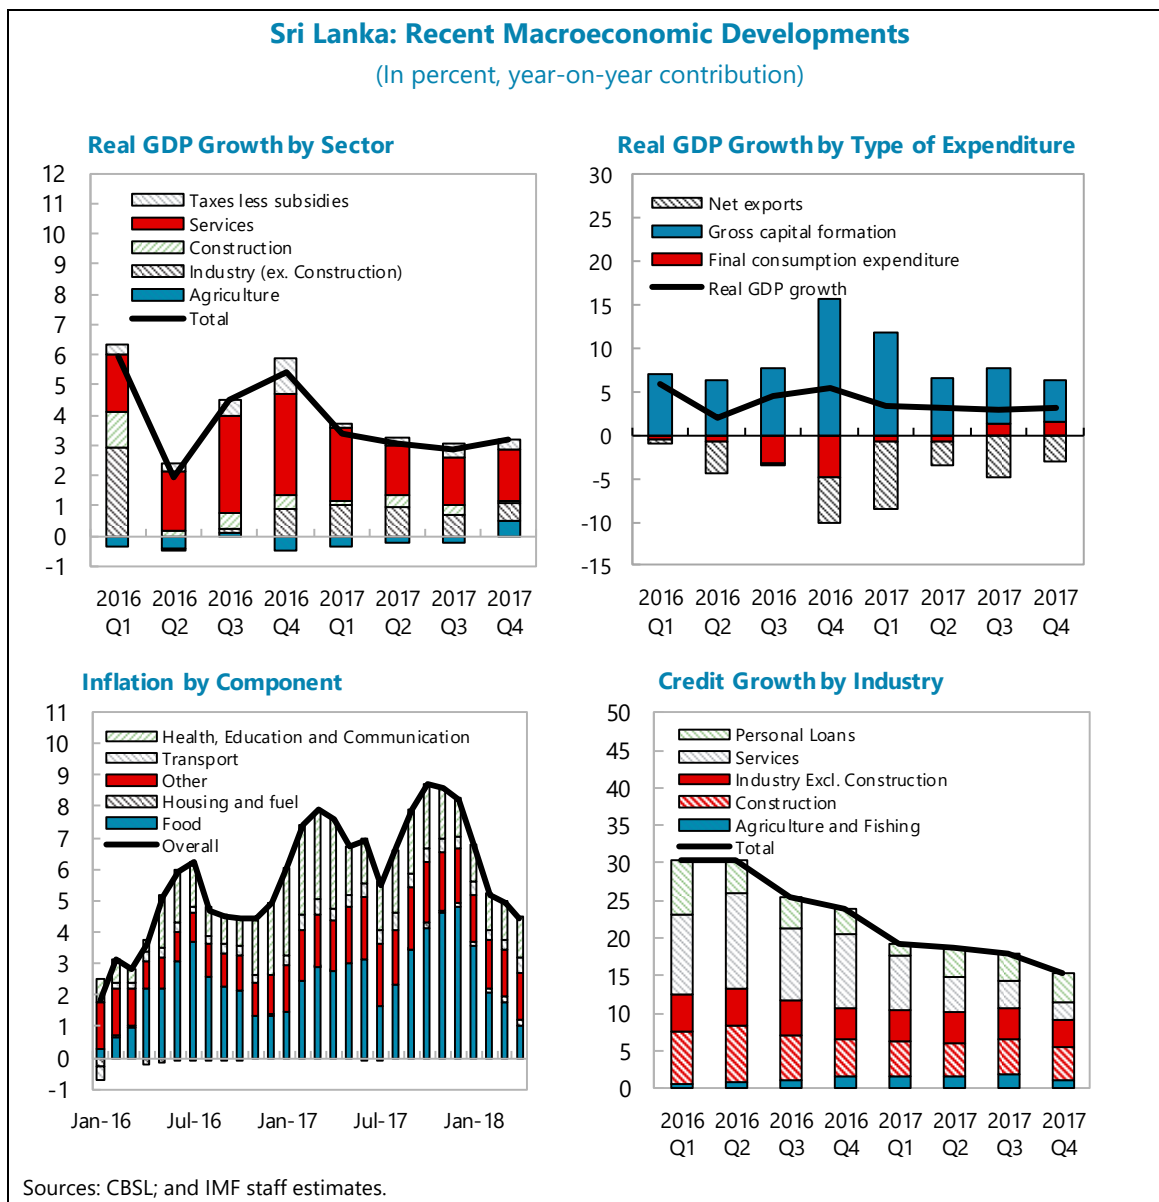 Sri Lanka: Recent Macroeconomic Developments
(In percent, year-on-year contribution)
Real GDP Growth by Sector
12
11
10
9
8
7
6
5
4
3
2
1
0
-1
Taxes less subsidies
Services
Construction
Industry (ex. Construction)
Agriculture
Total
2016 2016 2016 2016 2017 2017 2017 2017
Q1 Q2 Q3 Q4 Q1 Q2 Q3 Q4
Real GDP Growth by Type of Expenditure
30
25
20
15
10
5
0
-5
-10
-15
Net exports
Gross capital formation
Final consumption expenditure
Real GDP growth
2016 2016 2016 2016 2017 2017 2017 2017
Q1 Q2 Q3 Q4 Q1 Q2 Q3 Q4
Inflation by Component
11
10
9
8
7
6
5
4
3
2
1
0
-1
Health, Education and Communication
Transport
Other
Housing and fuel
Food
Overall
Jan-16 Jul-16 Jan-17 Jul-17 Jan-18
Credit Growth by Industry
50
45
40
35
30
25
20
15
10
5
0
Personal Loans
Services
Industry Excl. Construction
Construction
Agriculture and Fishing
Total
2016 2016 2016 2016 2017 2017 2017 2017
Q1 Q2 Q3 Q4 Q1 Q2 Q3 Q4
Sources: CBSL; and IMF staff estimates.